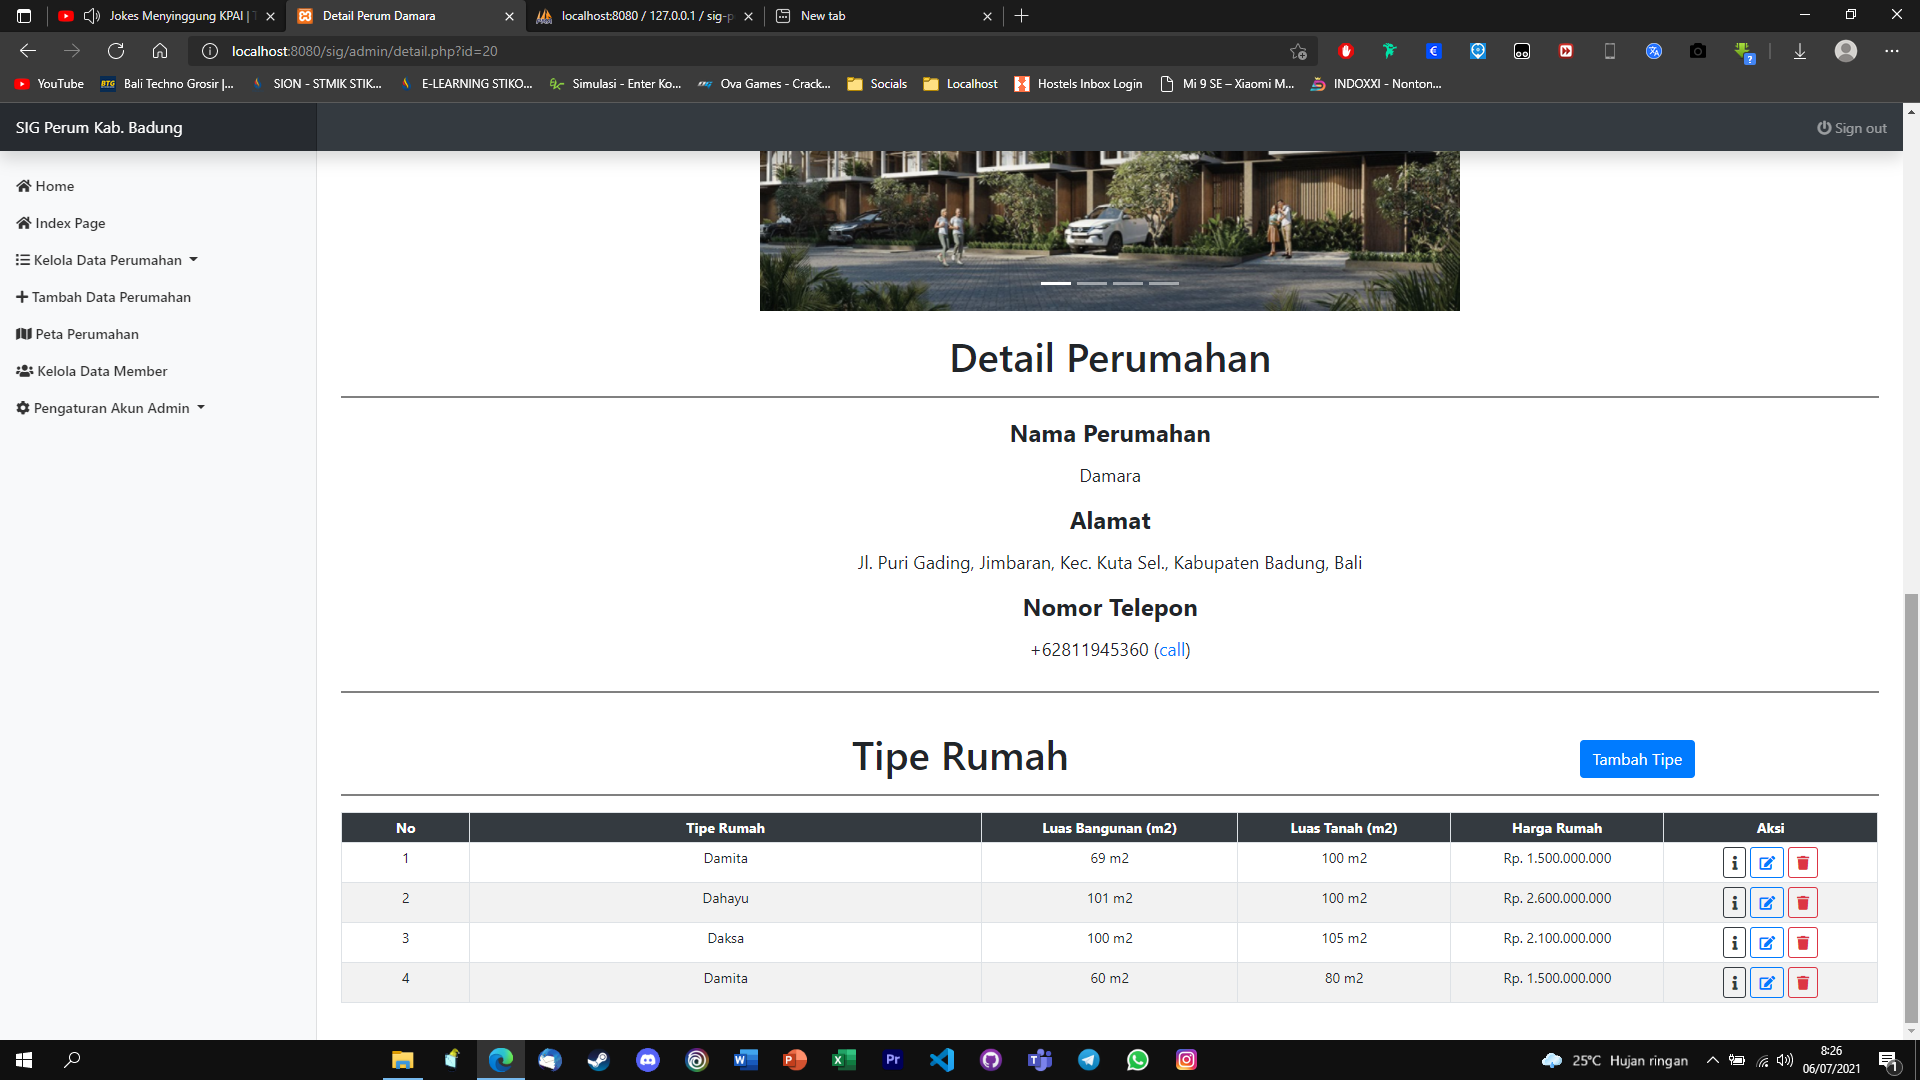 Jokes Menyinggung KPAI | T
Detail Perum Damara
localhost:8080 / 127.0.0.1 / sig-p
New tab
localhost:8080/sig/admin/detail.php?id=20
YouTube
BTG Bali Techno Grosir |...
SION - STMIK STIK...
E-LEARNING STIKO...
Simulasi - Enter Ko...
Ova Games - Crack...
Socials
Localhost
Hostels Inbox Login
Mi 9 SE – Xiaomi M...
INDOXXI - Nonton...
SIG Perum Kab. Badung
Sign out
Home
Index Page
Kelola Data Perumahan
Tambah Data Perumahan
Peta Perumahan
Kelola Data Member
Pengaturan Akun Admin
Detail Perumahan
Nama Perumahan
Damara
Alamat
Jl. Puri Gading, Jimbaran, Kec. Kuta Sel., Kabupaten Badung, Bali
Nomor Telepon
+62811945360 (call)
Tipe Rumah
Tambah Tipe
No Tipe Rumah Luas Bangunan (m2) Luas Tanah (m2) Harga Rumah Aksi
1 Damita 69 m2 100 m2 Rp. 1.500.000.000
2 Dahayu 101 m2 100 m2 Rp. 2.600.000.000
3 Daksa 100 m2 105 m2 Rp. 2.100.000.000
4 Damita 60 m2 80 m2 Rp. 1.500.000.000
25°C Hujan ringan
8:26
06/07/2021
1